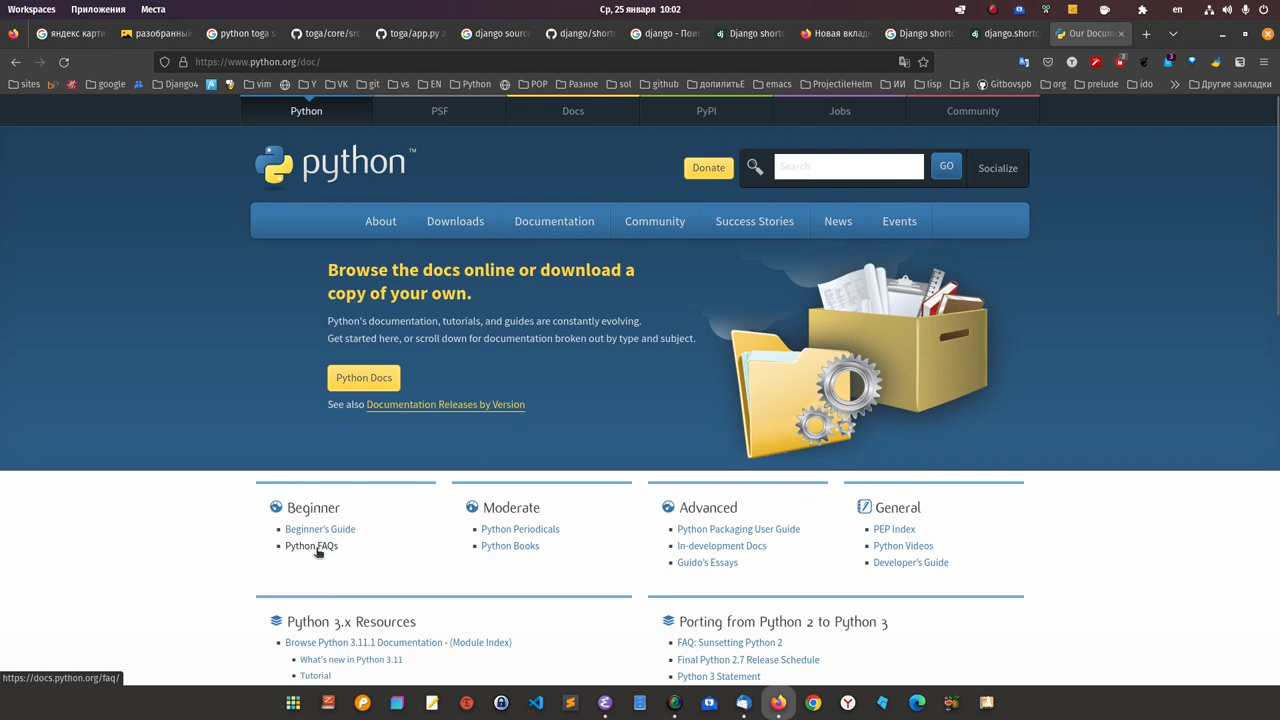 Workspaces Приложения Места Ср, 25 января 10:02 en
яндекс карти разобранный python toga s toga/core/src toga/app.py a django source django/short django - Пои Django shortc Новая вкладк Django shortc django.shortc Our Docum
https://www.python.org/doc/
sites вз google Django4 vim Y VK git vs EN Python POP Разное sol github допилитьЕ emacs ProjectileHelm ИИ lisp js Gitbovspb org prelude ido Другие закладки
Python PSF Docs PyPI Jobs Community
python™
Donate Search GO Socialize
About Downloads Documentation Community Success Stories News Events
Browse the docs online or download a
copy of your own.
Python's documentation, tutorials, and guides are constantly evolving.
Get started here, or scroll down for documentation broken out by type and subject.
Python Docs
See also Documentation Releases by Version
Beginner
Beginner's Guide
Python FAQs
Moderate
Python Periodicals
Python Books
Advanced
Python Packaging User Guide
In-development Docs
Guido's Essays
General
PEP Index
Python Videos
Developer's Guide
Python 3.x Resources
Browse Python 3.11.1 Documentation - (Module Index)
What's new in Python 3.11
Tutorial
Porting from Python 2 to Python 3
FAQ: Sunsetting Python 2
Final Python 2.7 Release Schedule
Python 3 Statement
https://docs.python.org/faq/